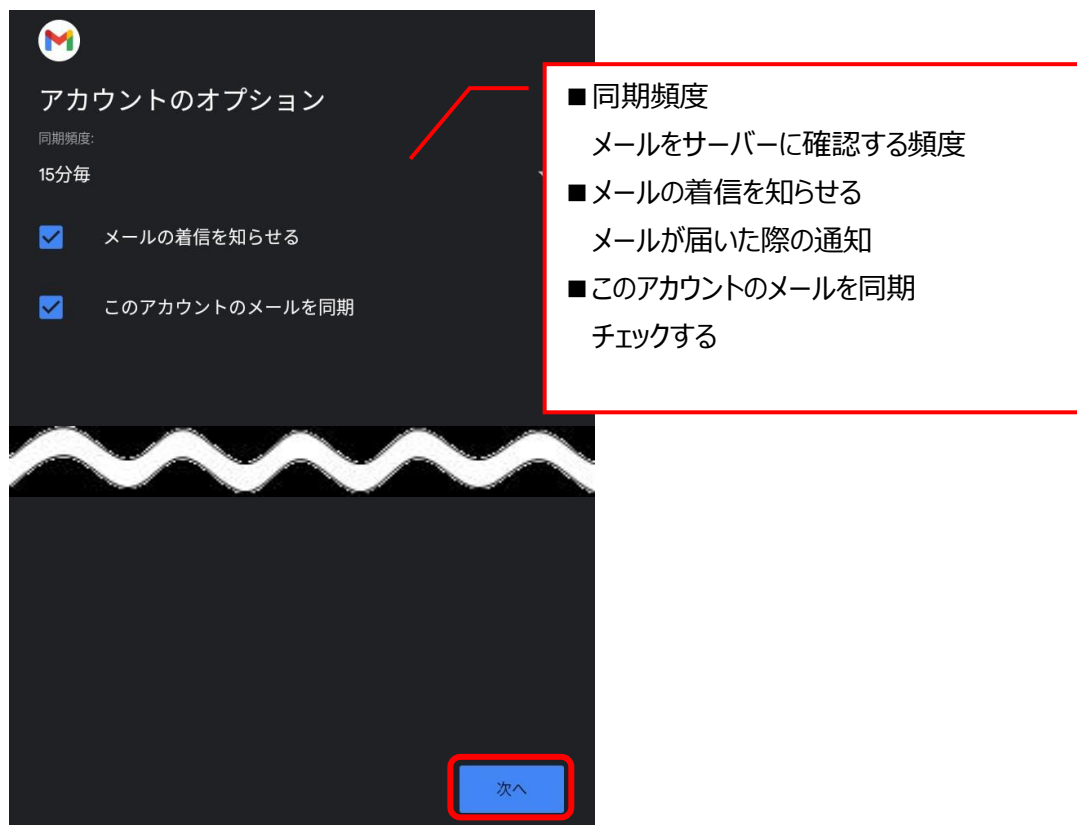 アカウントのオプション
同期頻度:
15分毎
メールの着信を知らせる
このアカウントのメールを同期
■同期頻度
メールをサーバーに確認する頻度
■メールの着信を知らせる
メールが届いた際の通知
■このアカウントのメールを同期
チェックする
次へ